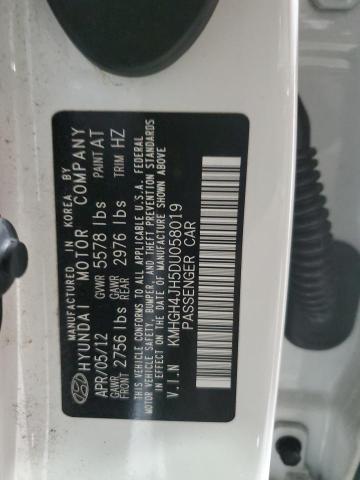 MANUFACTURED IN KOREA BY
HYUNDAI MOTOR COMPANY
APR/05/12 GVWR 5578 lbs PAINT AT
GAWR FRONT 2756 lbs GAWR REAR 2976 lbs TRIM HZ
THIS VEHICLE CONFORMS TO ALL APPLICABLE U.S.A. FEDERAL
MOTOR VEHICLE SAFETY, BUMPER, AND THEFT PREVENTION STANDARDS
IN EFFECT ON THE DATE OF MANUFACTURE SHOWN ABOVE
V.I.N KMHGH4JH5DU058019
PASSENGER CAR